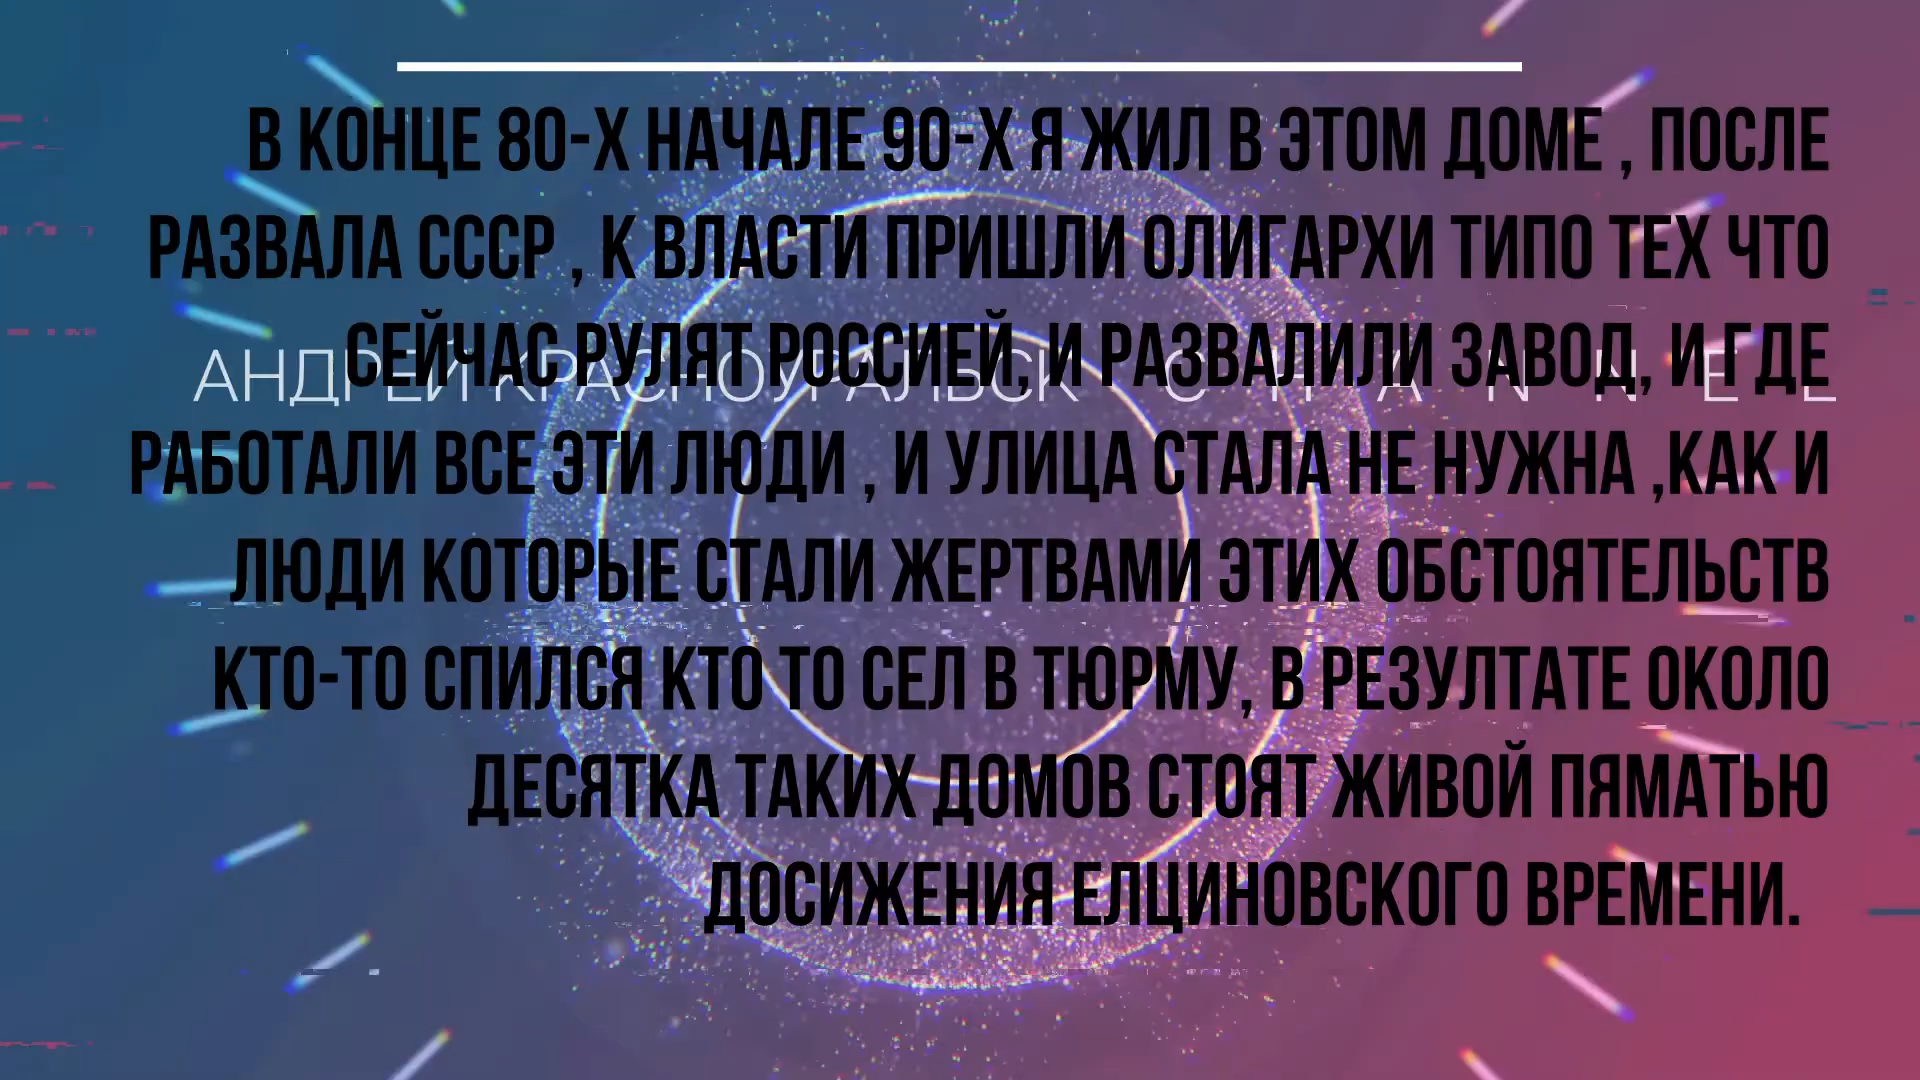 В КОНЦЕ 80-Х НАЧАЛЕ 90-Х Я ЖИЛ В ЭТОМ ДОМЕ , ПОСЛЕ
РАЗВАЛА СССР , К ВЛАСТИ ПРИШЛИ ОЛИГАРХИ ТИПО ТЕХ ЧТО
СЕЙЧАС РУЛЯТ РОССИЕЙ, И РАЗВАЛИЛИ ЗАВОД, И ГДЕ
АНДРЕЙ КРАСНОУРАЛЬСК C H A N N E L
РАБОТАЛИ ВСЕ ЭТИ ЛЮДИ , И УЛИЦА СТАЛА НЕ НУЖНА ,КАК И
ЛЮДИ КОТОРЫЕ СТАЛИ ЖЕРТВАМИ ЭТИХ ОБСТОЯТЕЛЬСТВ
КТО-ТО СПИЛСЯ КТО ТО СЕЛ В ТЮРМУ, В РЕЗУЛТАТЕ ОКОЛО
ДЕСЯТКА ТАКИХ ДОМОВ СТОЯТ ЖИВОЙ ПЯМАТЬЮ
ДОСИЖЕНИЯ ЕЛЦИНОВСКОГО ВРЕМЕНИ.